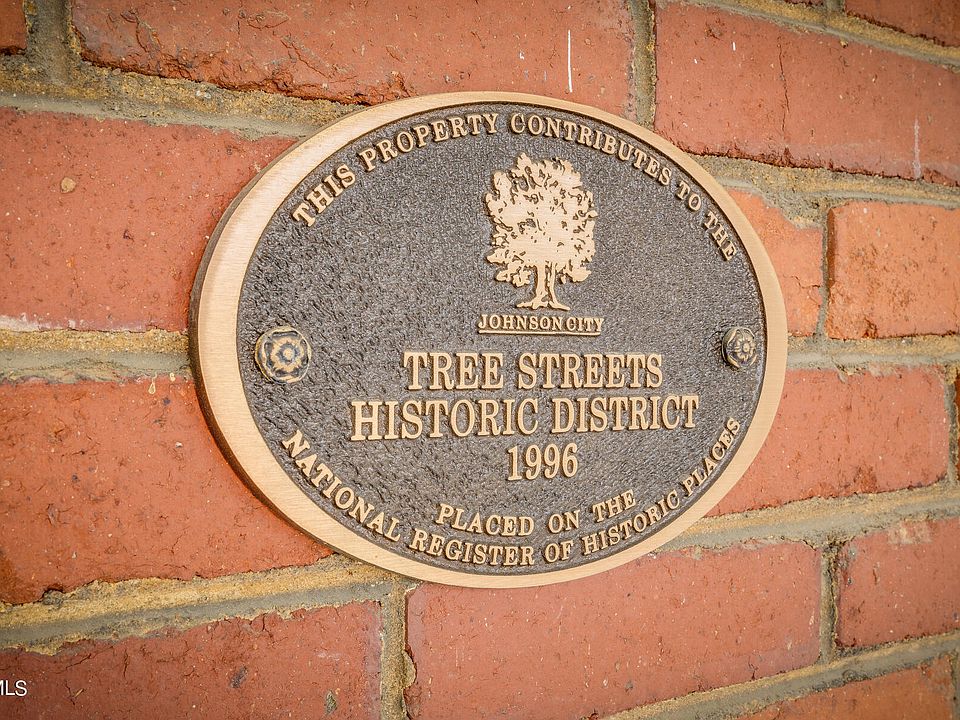 THIS PROPERTY CONTRIBUTES TO THE
JOHNSON CITY
TREE STREETS
HISTORIC DISTRICT
1996
PLACED ON THE
NATIONAL REGISTER OF HISTORIC PLACES
MLS